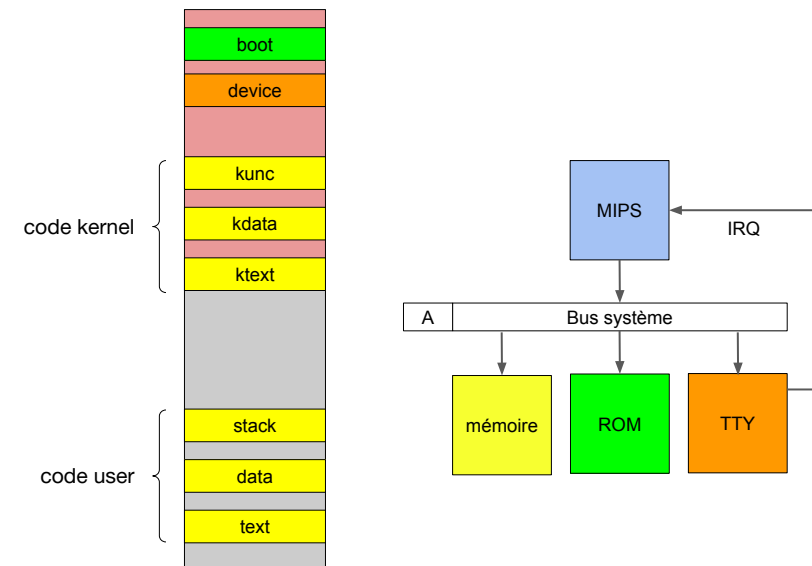 boot
device
kunc
code kernel
kdata
ktext
stack
code user
data
text
MIPS
IRQ
A
Bus système
mémoire
ROM
TTY